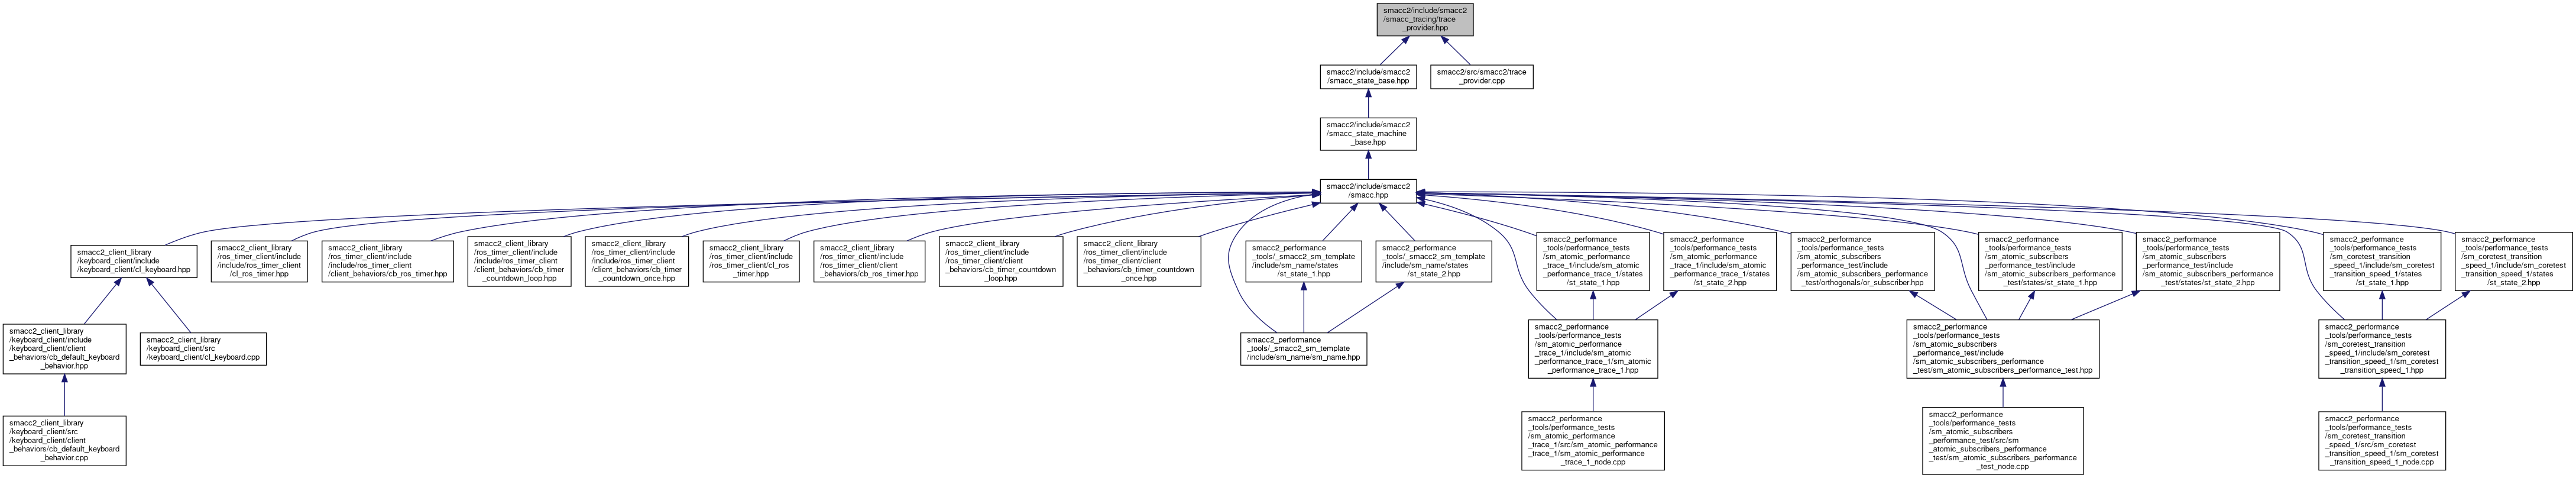 smacc2/include/smacc2
/smacc_tracing/trace
_provider.hpp
smacc2/include/smacc2
/smacc_state_base.hpp
smacc2/src/smacc2/trace
_provider.cpp
smacc2/include/smacc2
/smacc_state_machine
_base.hpp
smacc2/include/smacc2
/smacc.hpp
smacc2_client_library
/keyboard_client/include
/keyboard_client/cl_keyboard.hpp
smacc2_client_library
/ros_timer_client/include
/include/ros_timer_client
/cl_ros_timer.hpp
smacc2_client_library
/ros_timer_client/include
/include/ros_timer_client
/client_behaviors/cb_ros_timer.hpp
smacc2_client_library
/ros_timer_client/include
/include/ros_timer_client
/client_behaviors/cb_timer
_countdown_loop.hpp
smacc2_client_library
/ros_timer_client/include
/include/ros_timer_client
/client_behaviors/cb_timer
_countdown_once.hpp
smacc2_client_library
/ros_timer_client/include
/ros_timer_client/cl_ros
_timer.hpp
smacc2_client_library
/ros_timer_client/include
/ros_timer_client/client
_behaviors/cb_ros_timer.hpp
smacc2_client_library
/ros_timer_client/include
/ros_timer_client/client
_behaviors/cb_timer_countdown
_loop.hpp
smacc2_client_library
/ros_timer_client/include
/ros_timer_client/client
_behaviors/cb_timer_countdown
_once.hpp
smacc2_performance
_tools/_smacc2_sm_template
/include/sm_name/states
/st_state_1.hpp
smacc2_performance
_tools/_smacc2_sm_template
/include/sm_name/states
/st_state_2.hpp
smacc2_performance
_tools/performance_tests
/sm_atomic_performance
_trace_1/include/sm_atomic
_performance_trace_1/states
/st_state_1.hpp
smacc2_performance
_tools/performance_tests
/sm_atomic_performance
_trace_1/include/sm_atomic
_performance_trace_1/states
/st_state_2.hpp
smacc2_performance
_tools/performance_tests
/sm_atomic_subscribers
_performance_test/include
/sm_atomic_subscribers_performance
_test/orthogonals/or_subscriber.hpp
smacc2_performance
_tools/performance_tests
/sm_atomic_subscribers
_performance_test/include
/sm_atomic_subscribers_performance
_test/states/st_state_1.hpp
smacc2_performance
_tools/performance_tests
/sm_atomic_subscribers
_performance_test/include
/sm_atomic_subscribers_performance
_test/states/st_state_2.hpp
smacc2_performance
_tools/performance_tests
/sm_coretest_transition
_speed_1/include/sm_coretest
_transition_speed_1/states
/st_state_1.hpp
smacc2_performance
_tools/performance_tests
/sm_coretest_transition
_speed_1/include/sm_coretest
_transition_speed_1/states
/st_state_2.hpp
smacc2_client_library
/keyboard_client/include
/keyboard_client/client
_behaviors/cb_default_keyboard
_behavior.hpp
smacc2_client_library
/keyboard_client/src
/keyboard_client/cl_keyboard.cpp
smacc2_performance
_tools/_smacc2_sm_template
/include/sm_name/sm_name.hpp
smacc2_performance
_tools/performance_tests
/sm_atomic_performance
_trace_1/include/sm_atomic
_performance_trace_1/sm_atomic
_performance_trace_1.hpp
smacc2_performance
_tools/performance_tests
/sm_atomic_subscribers
_performance_test/include
/sm_atomic_subscribers_performance
_test/sm_atomic_subscribers_performance_test.hpp
smacc2_performance
_tools/performance_tests
/sm_coretest_transition
_speed_1/include/sm_coretest
_transition_speed_1/sm_coretest
_transition_speed_1.hpp
smacc2_client_library
/keyboard_client/src
/keyboard_client/client
_behaviors/cb_default_keyboard
_behavior.cpp
smacc2_performance
_tools/performance_tests
/sm_atomic_performance
_trace_1/src/sm_atomic_performance
_trace_1/sm_atomic_performance
_trace_1_node.cpp
smacc2_performance
_tools/performance_tests
/sm_atomic_subscribers
_performance_test/src/sm
_atomic_subscribers_performance
_test/sm_atomic_subscribers_performance
_test_node.cpp
smacc2_performance
_tools/performance_tests
/sm_coretest_transition
_speed_1/src/sm_coretest
_transition_speed_1/sm_coretest
_transition_speed_1_node.cpp